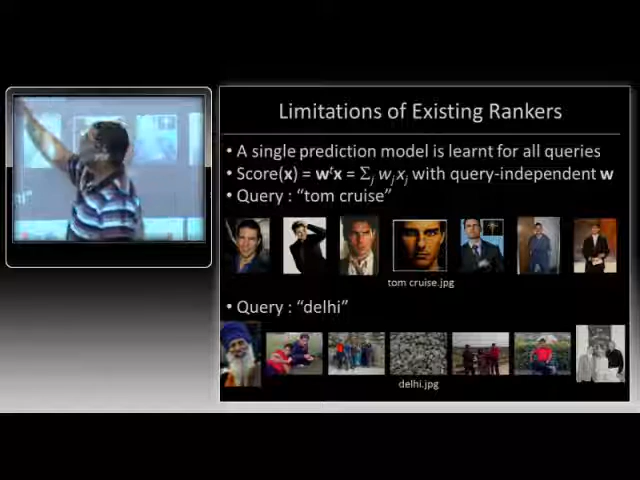 Limitations of Existing Rankers
• A single prediction model is learnt for all queries
• Score(x) = wᵗx = Σⱼ wⱼxⱼ with query-independent w
• Query : “tom cruise”
tom cruise.jpg
• Query : “delhi”
delhi.jpg